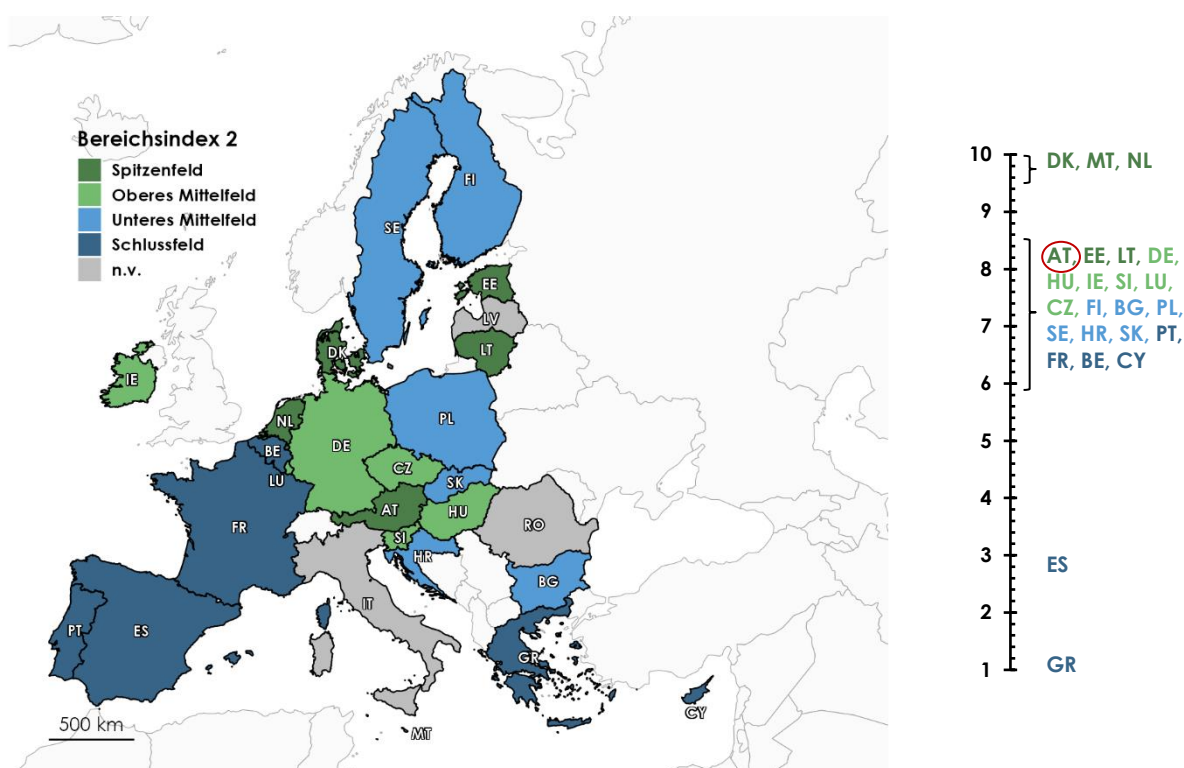 Bereichsindex 2
Spitzenfeld
Oberes Mittelfeld
Unteres Mittelfeld
Schlussfeld
n.v.
FI
SE
EE
LV
LT
DK
IE
NL
PL
DE
BE
CZ
LU
SK
AT
HU
FR
RO
SI
HR
BG
IT
PT
ES
GR
CY
MT
500 km
10
DK, MT, NL
9
8
AT, EE, LT, DE,
HU, IE, SI, LU,
7
CZ, FI, BG, PL,
SE, HR, SK, PT,
FR, BE, CY
6
5
4
3
ES
2
1
GR